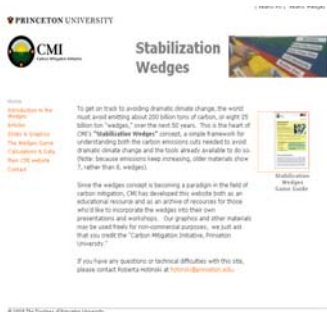 PRINCETON UNIVERSITY
CMI
Carbon Mitigation Initiative
Stabilization
Wedges
Home
Introduction to the
Wedges
Articles
Slides & Graphics
The Wedges Game
Calculations & Data
Main CMI website
Contact
To get on track to avoiding dramatic climate change, the world
must avoid emitting about 200 billion tons of carbon, or eight 25
billion ton "wedges," over the next 50 years. This is the heart of
CMI's "Stabilization Wedges" concept, a simple framework for
understanding both the carbon emissions cuts needed to avoid
dramatic climate change and the tools already available to do so.
(Note: because emissions keep increasing, older materials show
7, rather than 8, wedges).
Since the wedges concept is becoming a paradigm in the field of
carbon mitigation, CMI has developed this website both as an
educational resource and as an archive of resources for those
who'd like to incorporate the wedges into their own
presentations and workshops. Our graphics and other materials
may be used freely for non-commercial purposes, we just ask
that you credit the "Carbon Mitigation Initiative, Princeton
University."
If you have any questions or technical difficulties with this site,
please contact Roberta Hotinski at hotinski@princeton.edu.
Stabilization
Wedges
Game Guide
The Trustees of Princeton University